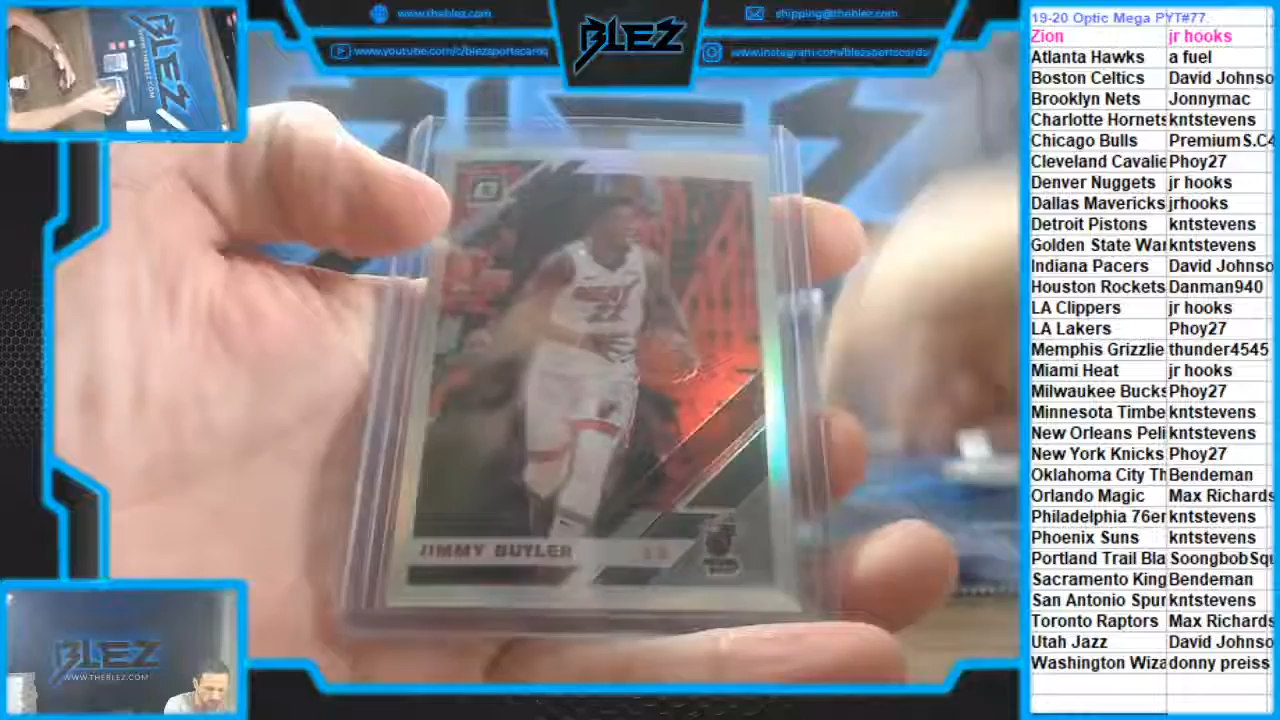 www.theblez.com
BLEZ
shipping@theblez.com
www.youtube.com/c/blezsportscards
www.instagram.com/blezsportscards/
BLEZ
JIMMY BUTLER
BLEZ
WWW.THEBLEZ.COM
19-20 Optic Mega PYT#77.
Zion jr hooks
Atlanta Hawks a fuel
Boston Celtics David Johnso
Brooklyn Nets Jonnymac
Charlotte Hornets kntstevens
Chicago Bulls Premium S.C4
Cleveland Cavalie Phoy27
Denver Nuggets jr hooks
Dallas Mavericks jrhooks
Detroit Pistons kntstevens
Golden State War kntstevens
Indiana Pacers David Johnso
Houston Rockets Danman940
LA Clippers jr hooks
LA Lakers Phoy27
Memphis Grizzlie thunder4545
Miami Heat jr hooks
Milwaukee Bucks Phoy27
Minnesota Timbe kntstevens
New Orleans Peli kntstevens
New York Knicks Phoy27
Oklahoma City Th Bendeman
Orlando Magic Max Richards
Philadelphia 76er kntstevens
Phoenix Suns kntstevens
Portland Trail Bla SoongbobSqu
Sacramento King Bendeman
San Antonio Spur kntstevens
Toronto Raptors Max Richards
Utah Jazz David Johnso
Washington Wiza donny preiss